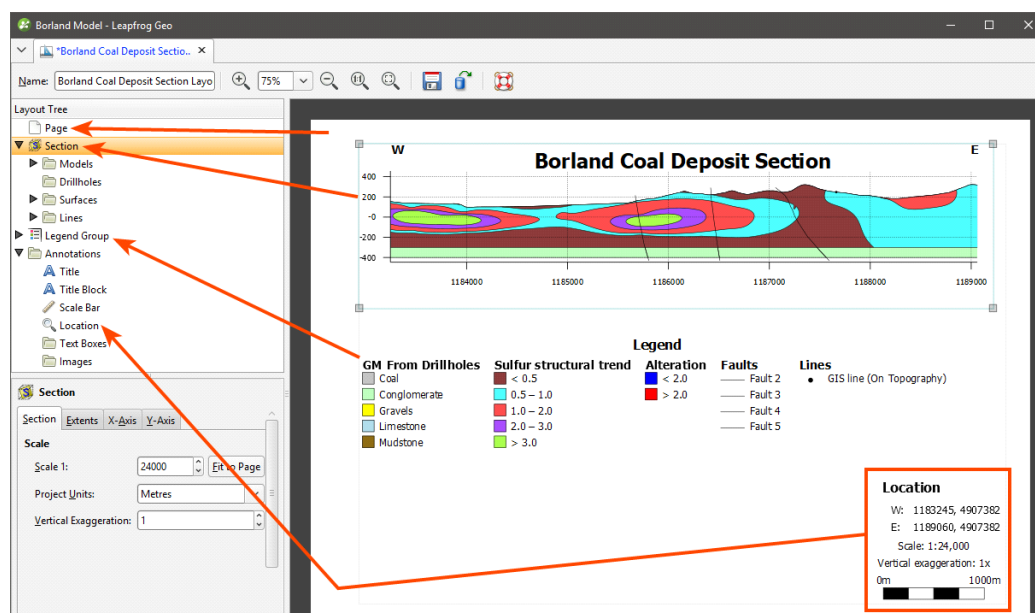 Borland Model - Leapfrog Geo
*Borland Coal Deposit Sectio..
Name: Borland Coal Deposit Section Layo 75%
Layout Tree
Page
Section
Models
Drillholes
Surfaces
Lines
Legend Group
Annotations
Title
Title Block
Scale Bar
Location
Text Boxes
Images
Section
Section Extents X-Axis Y-Axis
Scale
Scale 1: 24000 Fit to Page
Project Units: Metres
Vertical Exaggeration: 1
W E
Borland Coal Deposit Section
400
200
-0
-200
-400
1184000 1185000 1186000 1187000 1188000 1189000
Legend
GM From Drillholes
Coal
Conglomerate
Gravels
Limestone
Mudstone
Sulfur structural trend
< 0.5
0.5 – 1.0
1.0 – 2.0
2.0 – 3.0
> 3.0
Alteration
< 2.0
> 2.0
Faults
Fault 2
Fault 3
Fault 4
Fault 5
Lines
GIS line (On Topography)
Location
W: 1183245, 4907382
E: 1189060, 4907382
Scale: 1:24,000
Vertical exaggeration: 1x
0m 1000m